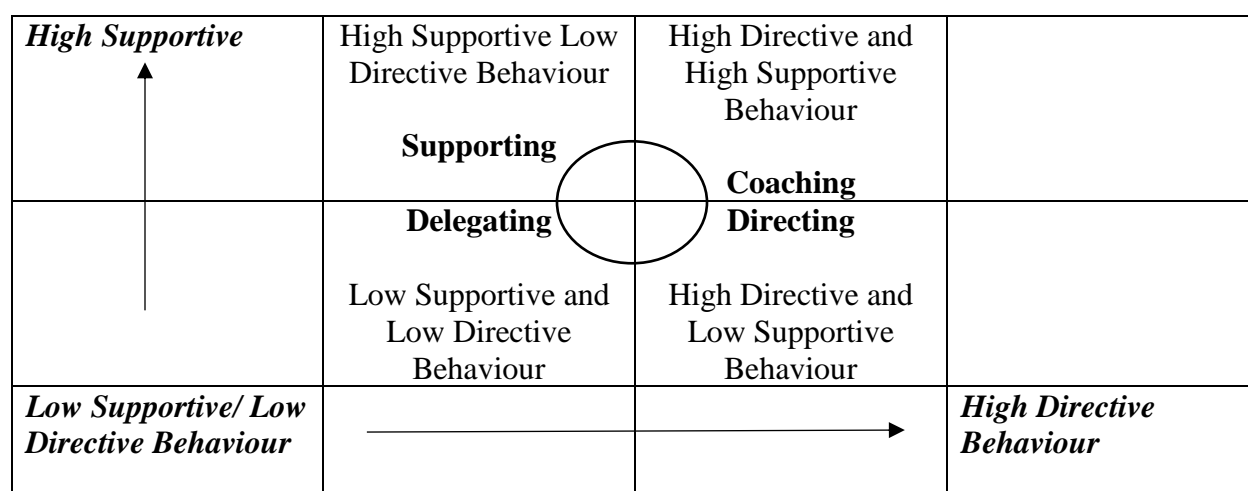 High Supportive
High Supportive Low
Directive Behaviour
Supporting
High Directive and
High Supportive
Behaviour
Coaching
Delegating
Low Supportive and
Low Directive
Behaviour
Directing
High Directive and
Low Supportive
Behaviour
Low Supportive/ Low
Directive Behaviour
High Directive
Behaviour